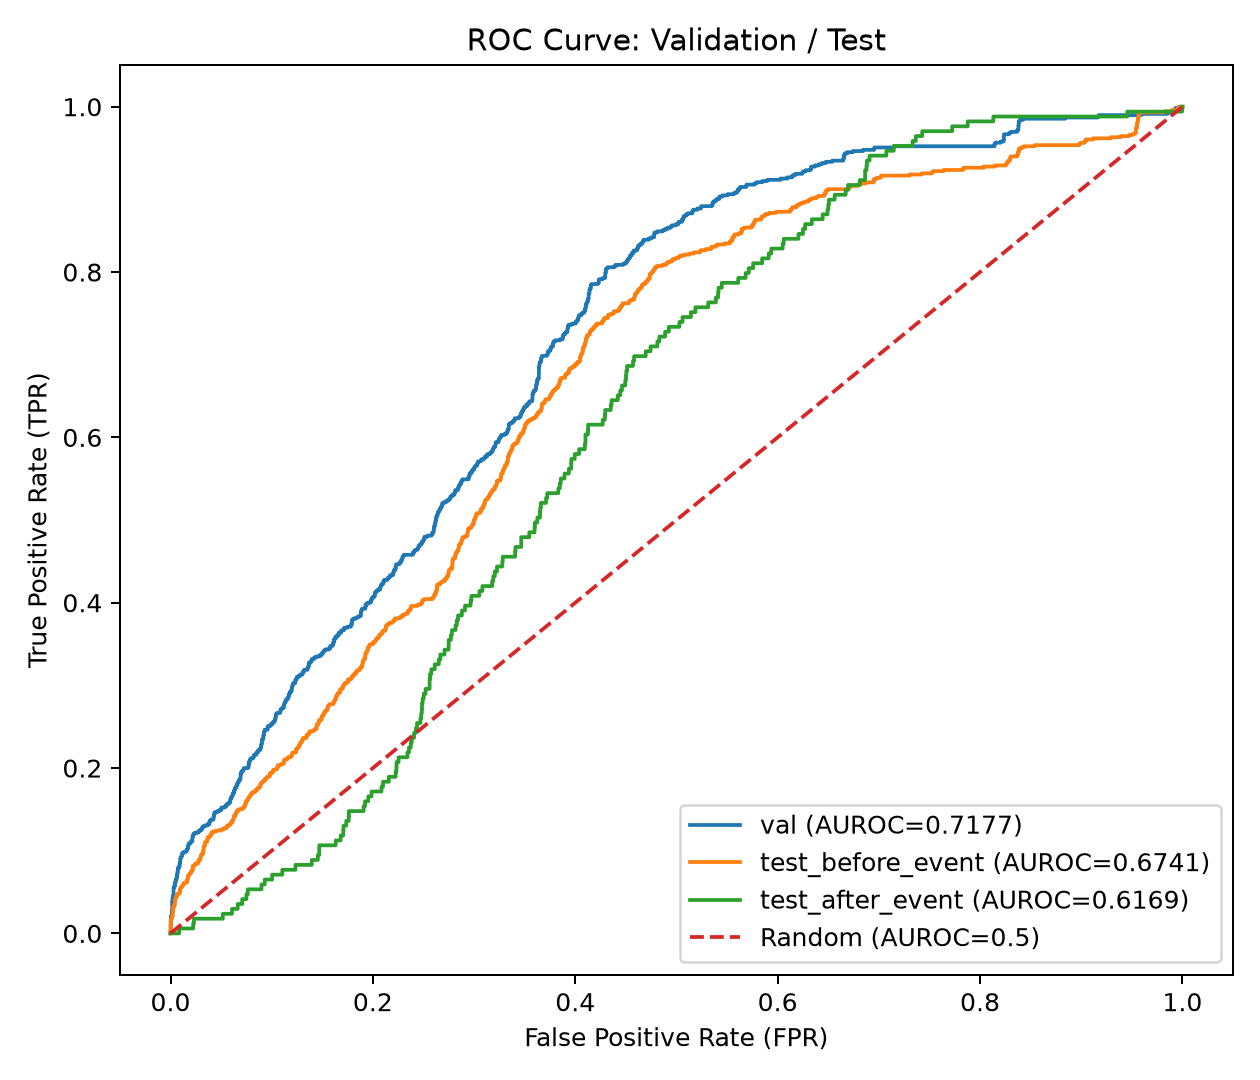 ROC Curve: Validation / Test
True Positive Rate (TPR)
1.0
0.8
0.6
0.4
0.2
0.0
val (AUROC=0.7177)
test_before_event (AUROC=0.6741)
test_after_event (AUROC=0.6169)
Random (AUROC=0.5)
0.0 0.2 0.4 0.6 0.8 1.0
False Positive Rate (FPR)